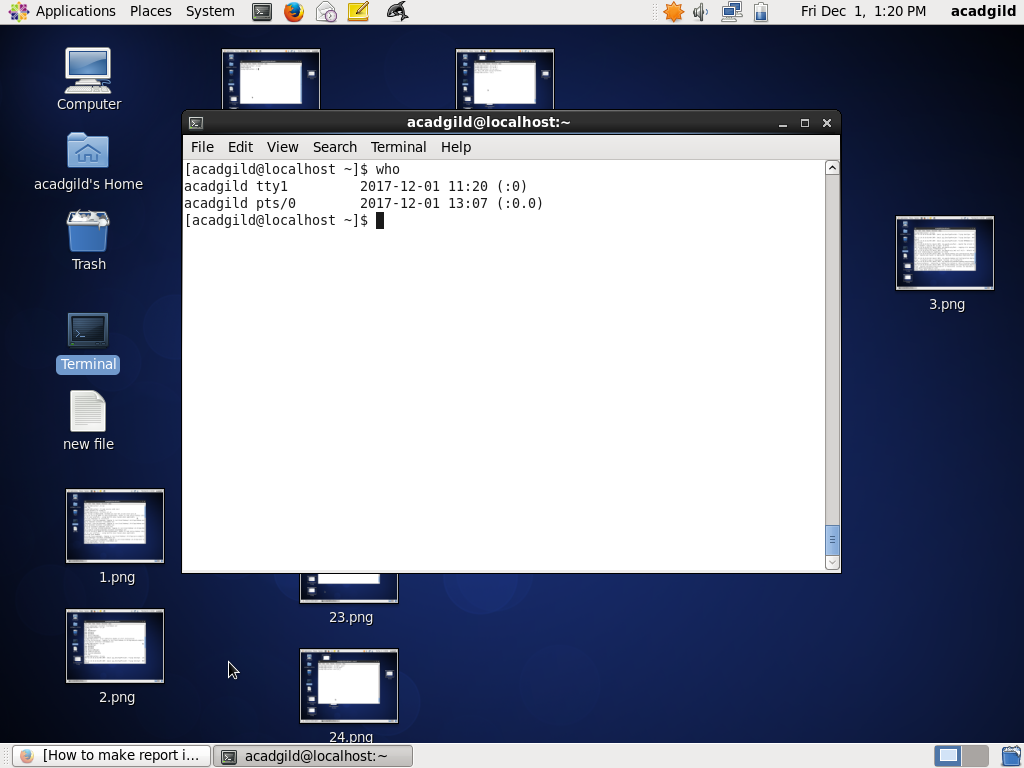 Applications Places System
Fri Dec 1, 1:20 PM acadgild
Computer
acadgild's Home
Trash
Terminal
new file
1.png
2.png
acadgild@localhost:~
File Edit View Search Terminal Help
[acadgild@localhost ~]$ who
acadgild tty1 2017-12-01 11:20 (:0)
acadgild pts/0 2017-12-01 13:07 (:0.0)
[acadgild@localhost ~]$
3.png
23.png
24.png
[How to make report i...
acadgild@localhost:~